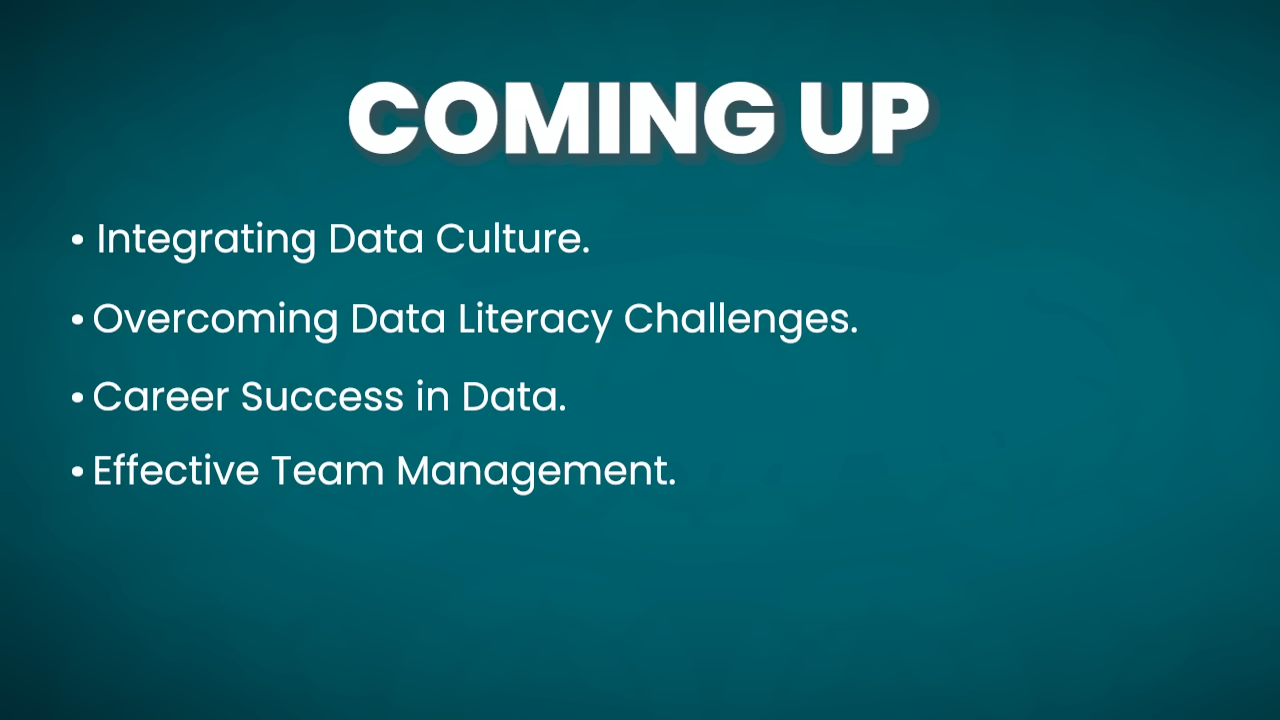 COMING UP
• Integrating Data Culture.
• Overcoming Data Literacy Challenges.
• Career Success in Data.
• Effective Team Management.